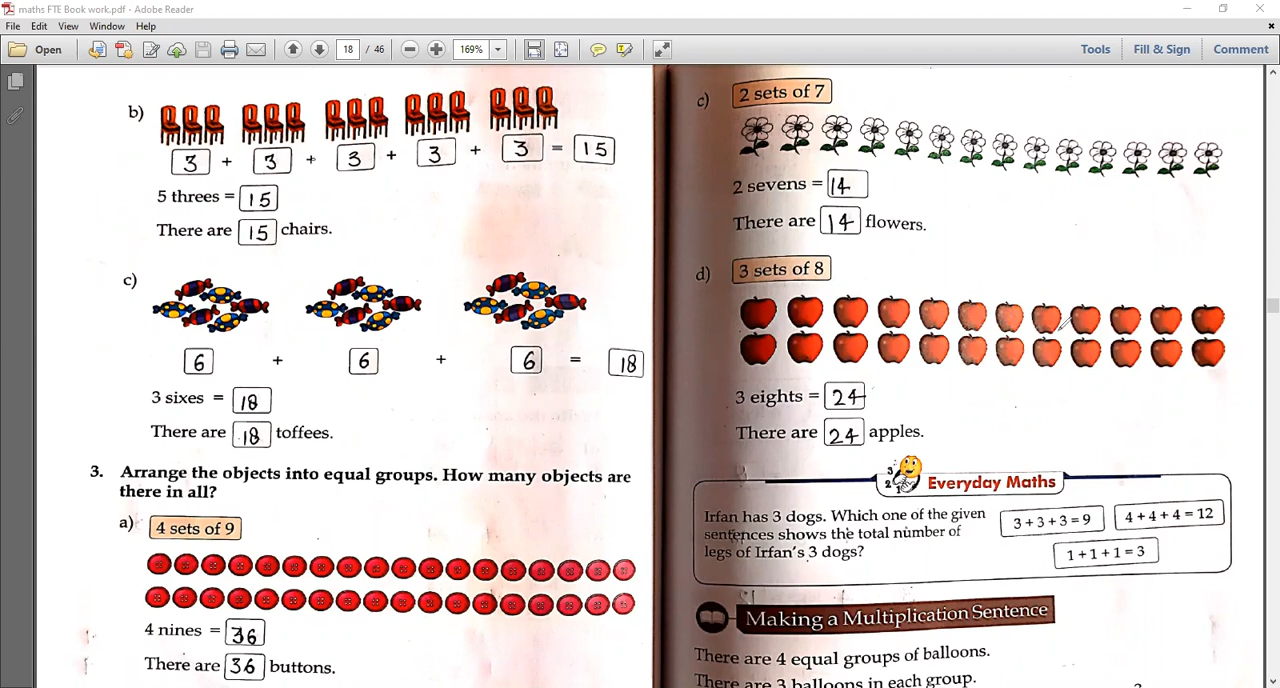 maths FTE Book work.pdf - Adobe Reader
File Edit View Window Help
Open 18 / 46 169% Tools Fill & Sign Comment
b)
3 + 3 + 3 + 3 + 3 = 15
5 threes = 15
There are 15 chairs.
c)
6 + 6 + 6 = 18
3 sixes = 18
There are 18 toffees.
3. Arrange the objects into equal groups. How many objects are
there in all?
a) 4 sets of 9
4 nines = 36
There are 36 buttons.
c) 2 sets of 7
2 sevens = 14
There are 14 flowers.
d) 3 sets of 8
3 eights = 24
There are 24 apples.
3
2
Everyday Maths
Irfan has 3 dogs. Which one of the given
sentences shows the total number of
legs of Irfan's 3 dogs?
3 + 3 + 3 = 9
4 + 4 + 4 = 12
1 + 1 + 1 = 3
Making a Multiplication Sentence
There are 4 equal groups of balloons.
There are 3 balloons in each group.